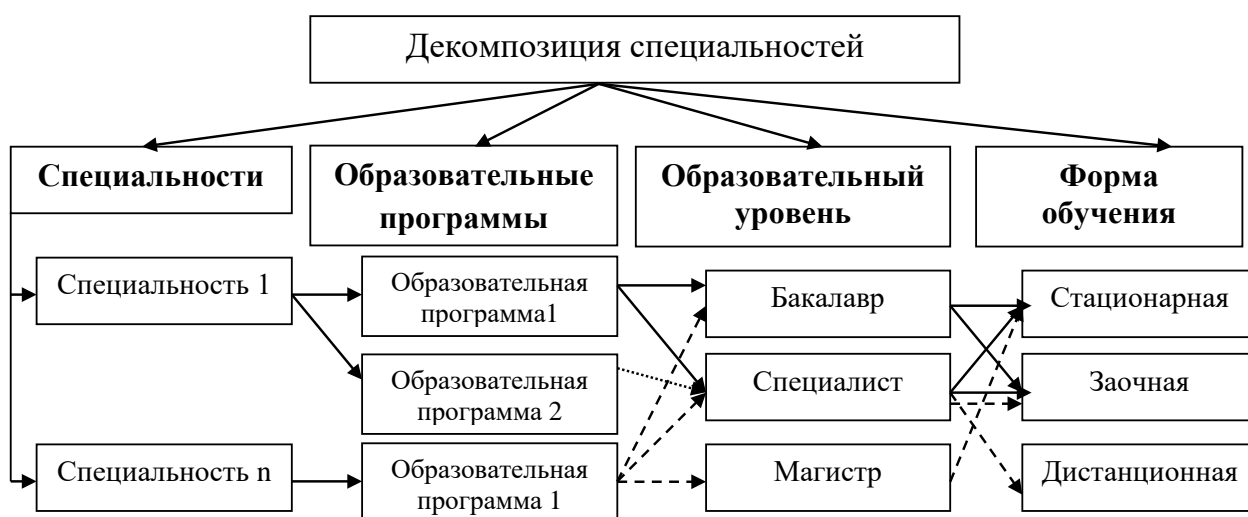 Декомпозиция специальностей
Специальности
Образовательные
программы
Образовательный
уровень
Форма
обучения
Специальность 1
Образовательная
программа1
Бакалавр
Стационарная
Образовательная
программа 2
Специалист
Заочная
Специальность n
Образовательная
программа 1
Магистр
Дистанционная